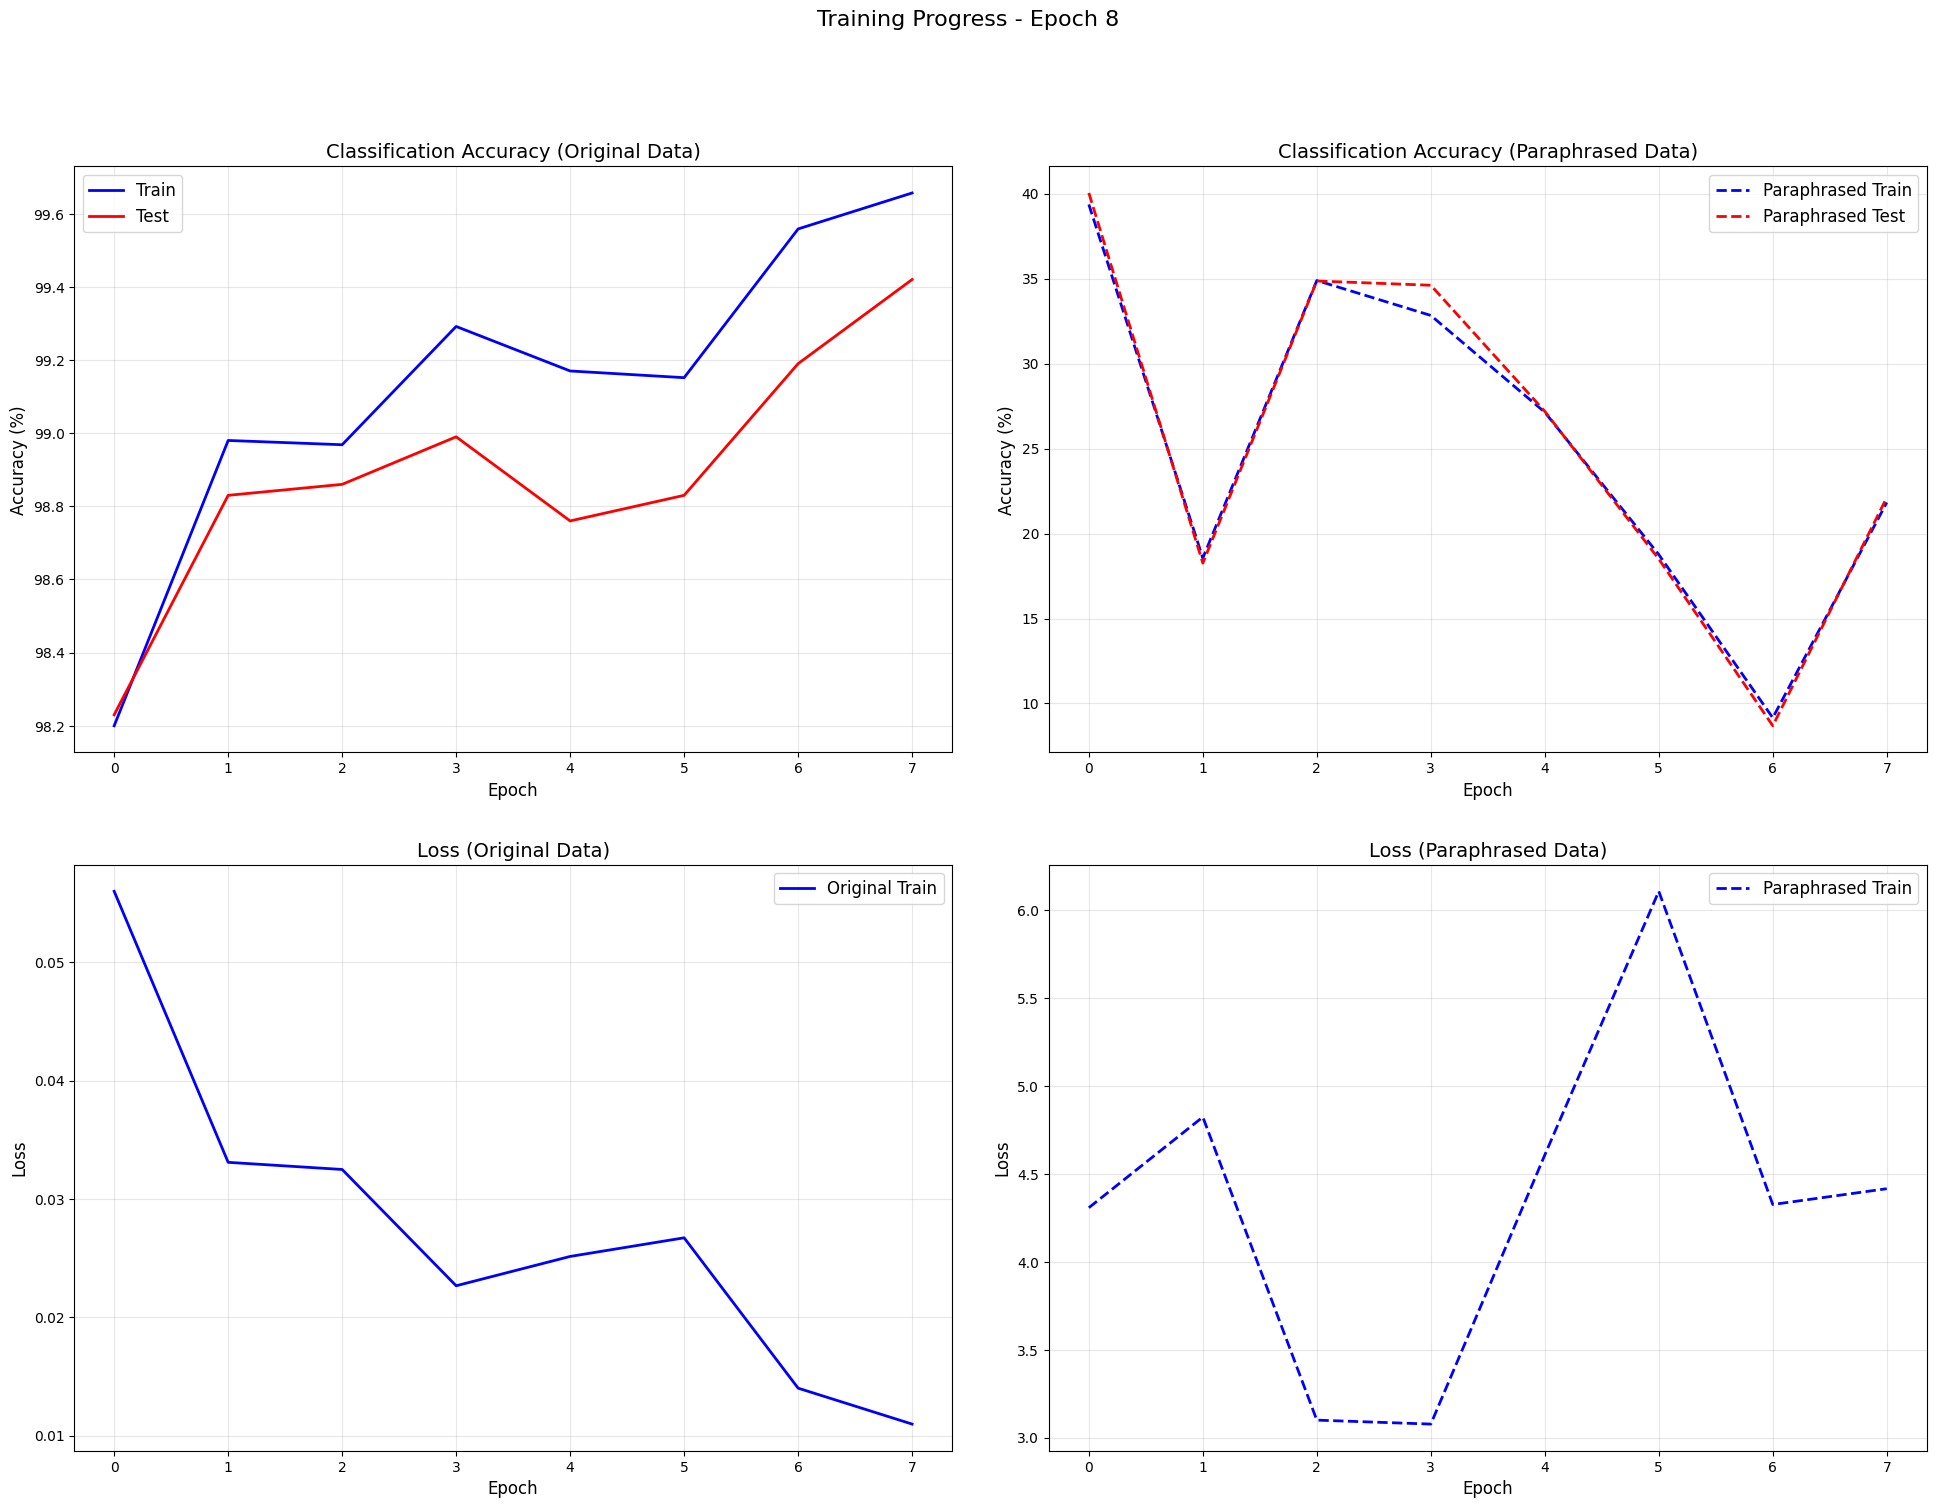 Training Progress - Epoch 8
Classification Accuracy (Original Data)
Train
Test
99.6
99.4
99.2
99.0
98.8
98.6
98.4
98.2
Accuracy (%)
0 1 2 3 4 5 6 7
Epoch
Classification Accuracy (Paraphrased Data)
Paraphrased Train
Paraphrased Test
40
35
30
25
20
15
10
Accuracy (%)
0 1 2 3 4 5 6 7
Epoch
Loss (Original Data)
Original Train
0.05
0.04
0.03
0.02
0.01
Loss
0 1 2 3 4 5 6 7
Epoch
Loss (Paraphrased Data)
Paraphrased Train
6.0
5.5
5.0
4.5
4.0
3.5
3.0
Loss
0 1 2 3 4 5 6 7
Epoch